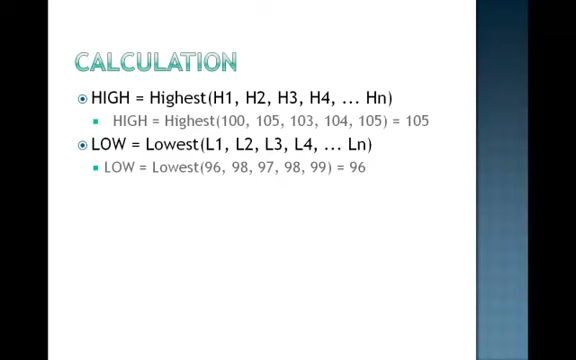 CALCULATION
HIGH = Highest(H1, H2, H3, H4, ... Hn)
HIGH = Highest(100, 105, 103, 104, 105) = 105
LOW = Lowest(L1, L2, L3, L4, ... Ln)
LOW = Lowest(96, 98, 97, 98, 99) = 96